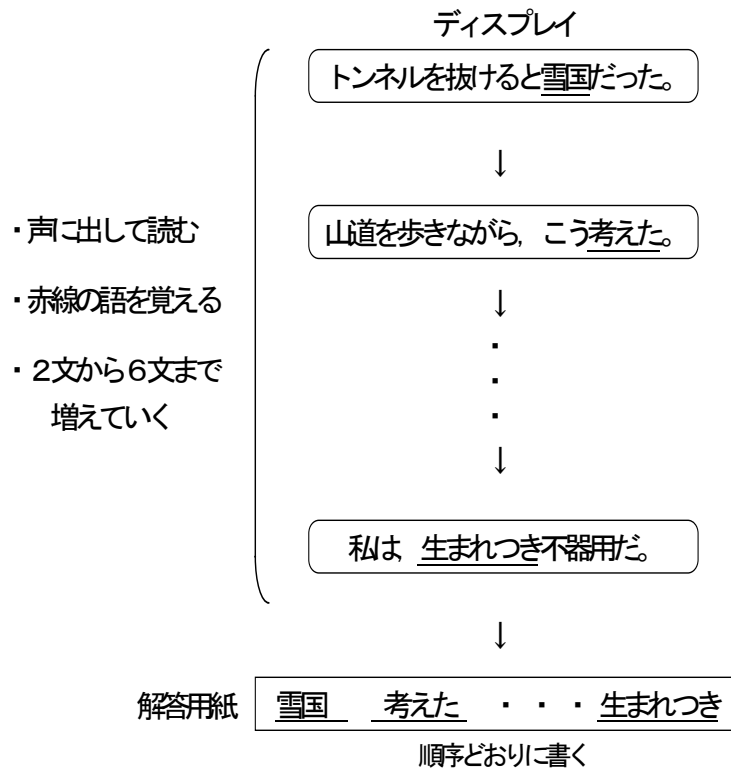 ディスプレイ
トンネルを抜けると雪国だった。
↓
山道を歩きながら，こう考えた。
・声に出して読む
・赤線の語を覚える
・２文から６文まで
増えていく
↓
・
・
・
↓
私は，生まれつき不器用だ。
↓
解答用紙 雪国 考えた ・ ・ ・ 生まれつき
順序どおりに書く